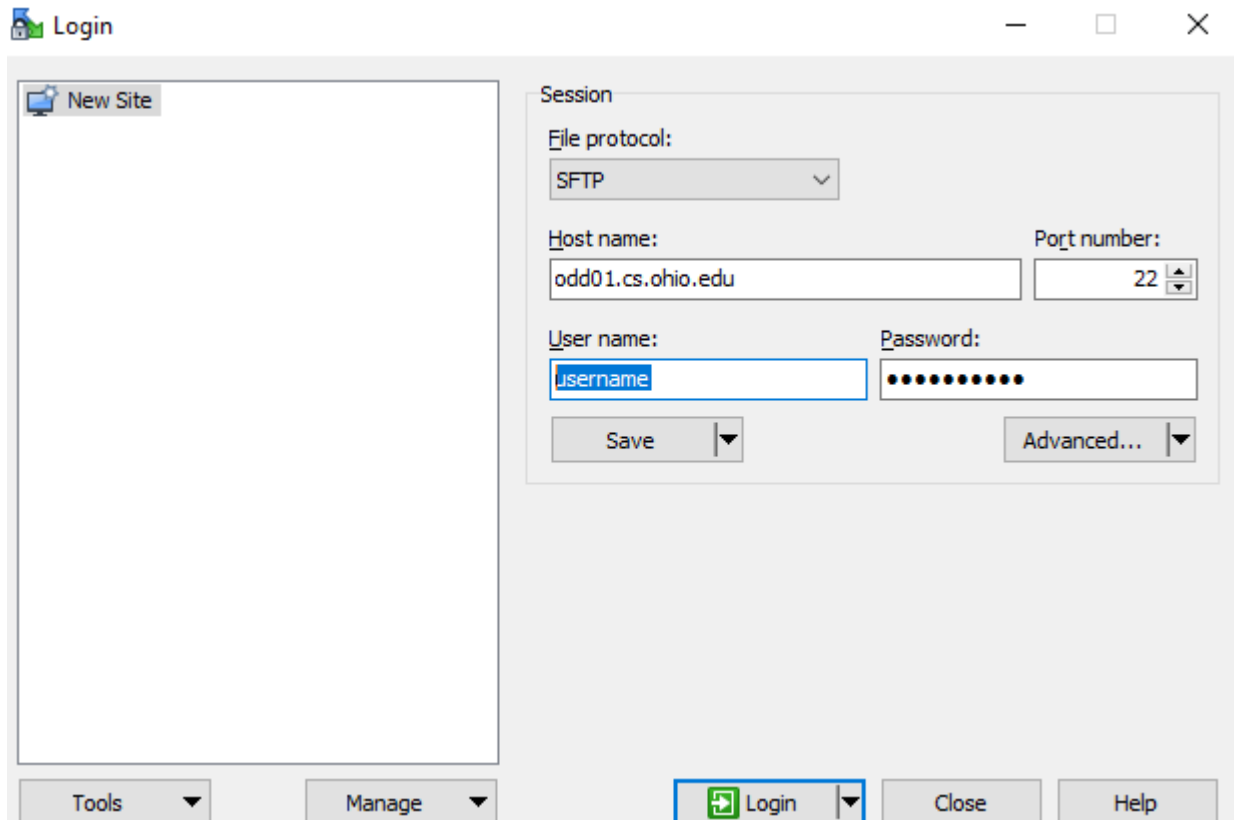 Login
New Site
Session
File protocol:
SFTP
Host name: Port number:
odd01.cs.ohio.edu 22
User name: Password:
username ●●●●●●●●●●
Save Advanced...
Tools Manage Login Close Help